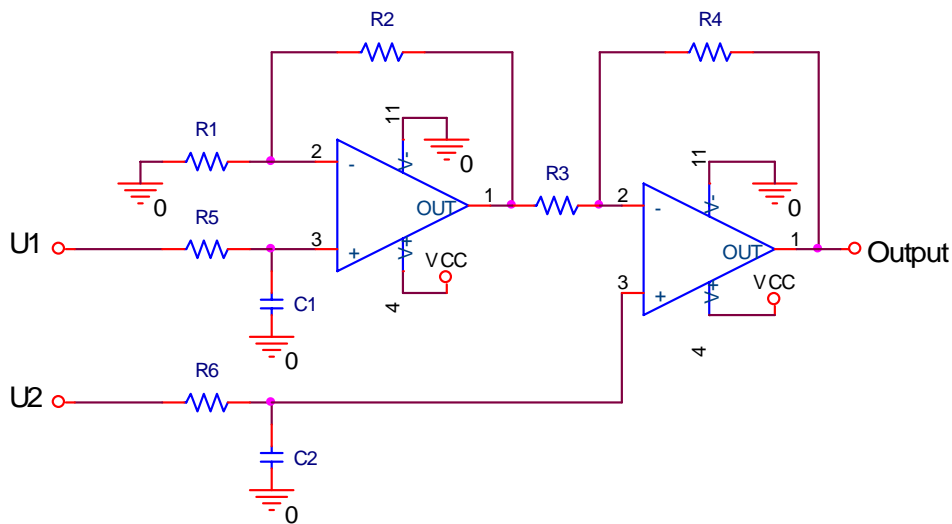 R2
R4
R1
2
-
11
V-
0
0
R5
U1
3
+
OUT
1
V+
4
VCC
C1
0
R3
2
-
11
V-
0
OUT
1
Output
3
+
V+
4
VCC
R6
U2
C2
0